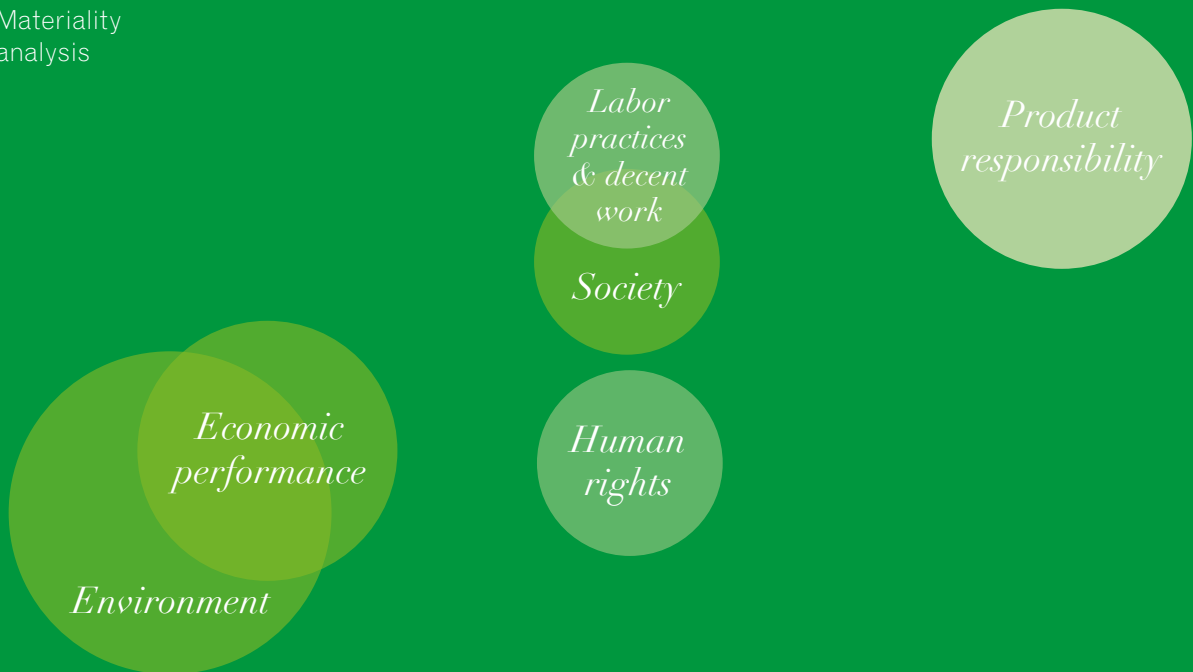 Materiality
analysis
Labor
practices
& decent
work
Society
Product
responsibility
Economic
performance
Environment
Human
rights